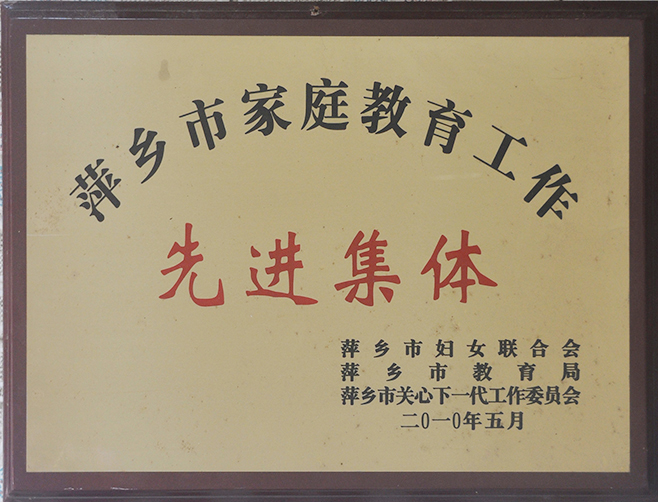 萍乡市家庭教育工作
先进集体
萍乡市妇女联合会
萍乡市教育局
萍乡市关心下一代工作委员会
二0一0年五月